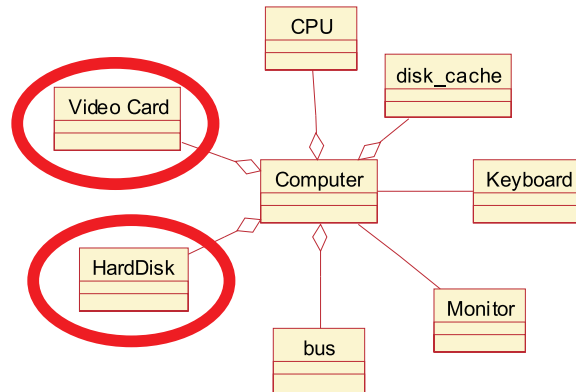 CPU
disk_cache
Video Card
Computer
Keyboard
HardDisk
Monitor
bus